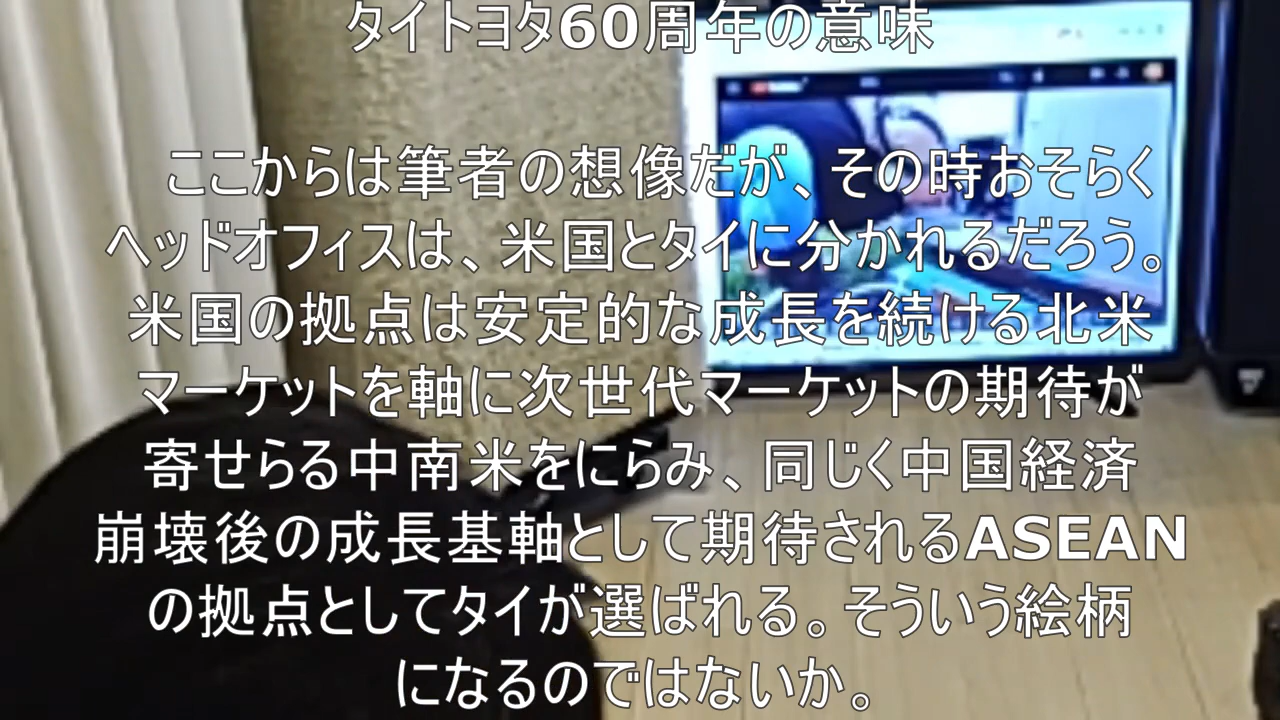 タイトヨタ60周年の意味
ここからは筆者の想像だが、その時おそらく
ヘッドオフィスは、米国とタイに分かれるだろう。
米国の拠点は安定的な成長を続ける北米
マーケットを軸に次世代マーケットの期待が
寄せらる中南米をにらみ、同じく中国経済
崩壊後の成長基軸として期待されるASEAN
の拠点としてタイが選ばれる。そういう絵柄
になるのではないか。